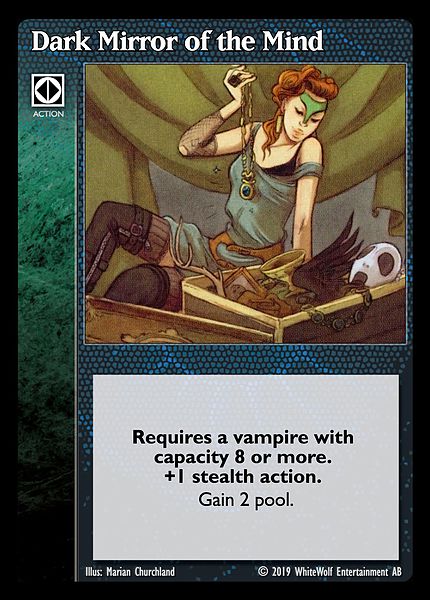 Dark Mirror of the Mind
ACTION
Requires a vampire with
capacity 8 or more.
+1 stealth action.
Gain 2 pool.
Illus: Marian Churchland
© 2019 WhiteWolf Entertainment AB